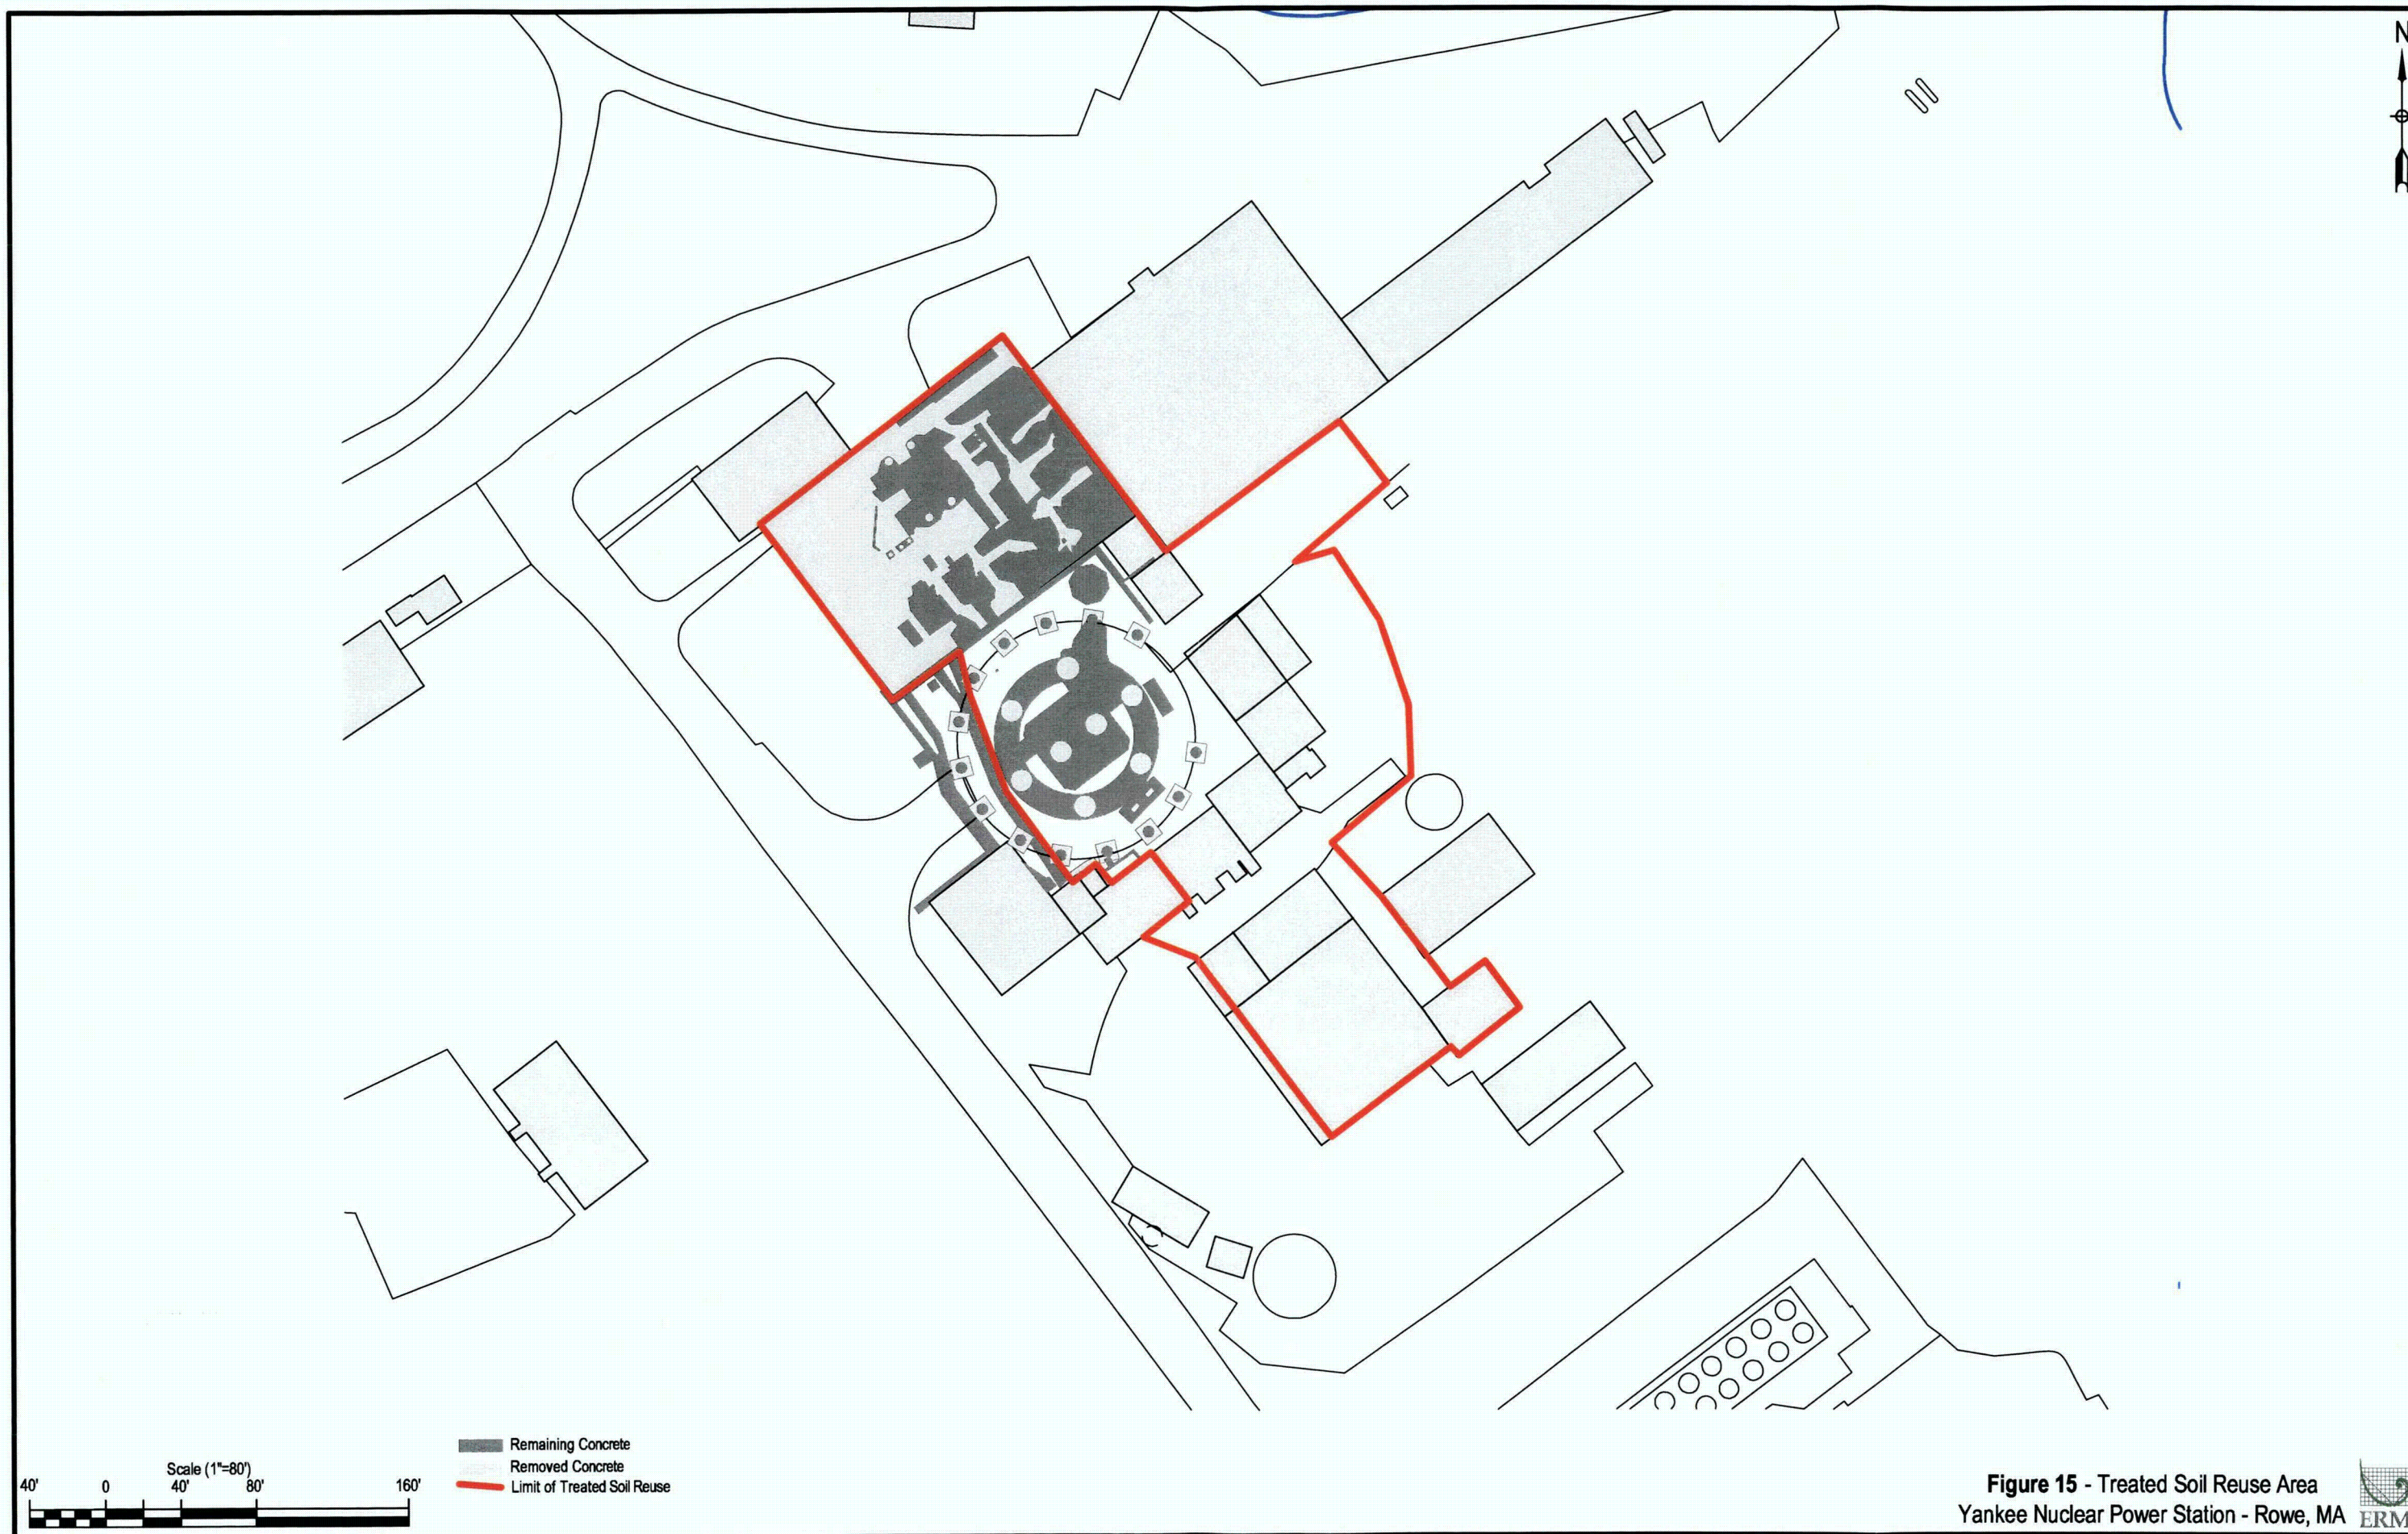 N
Remaining Concrete
Removed Concrete
Limit of Treated Soil Reuse
Scale (1"=80')
40' 0 40' 80' 160'
Figure 15 - Treated Soil Reuse Area
Yankee Nuclear Power Station - Rowe, MA
ERM